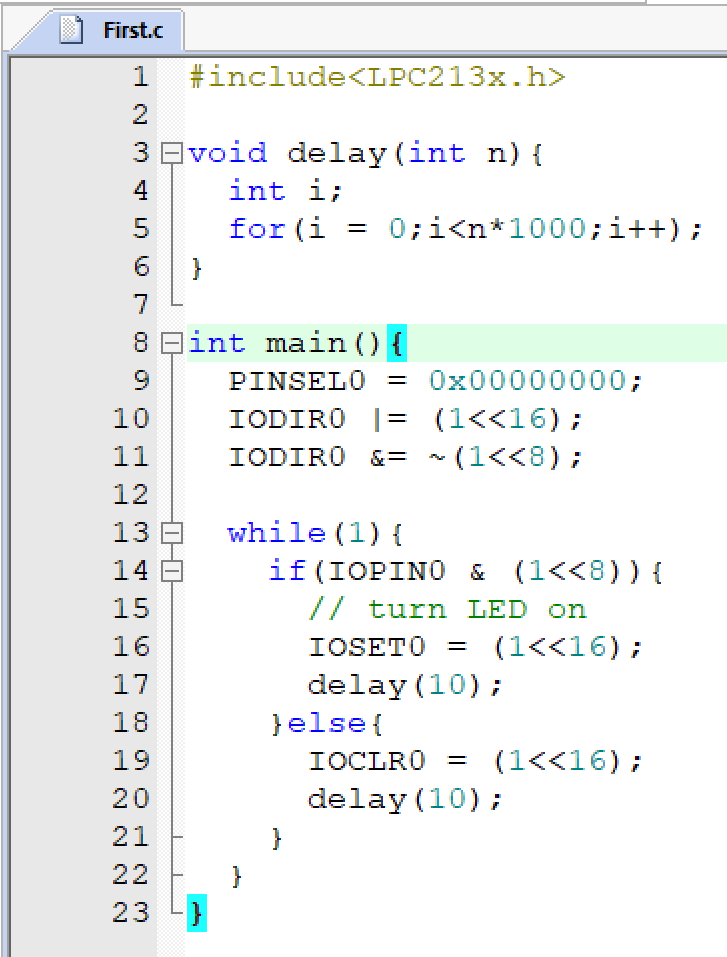 First.c
1 #include<LPC213x.h>
2
3 void delay(int n){
4   int i;
5   for(i = 0;i<n*1000;i++);
6 }
7
8 int main(){
9   PINSEL0 = 0x00000000;
10   IODIR0 |= (1<<16);
11   IODIR0 &= ~(1<<8);
12
13   while(1){
14     if(IOPIN0 & (1<<8)){
15       // turn LED on
16       IOSET0 = (1<<16);
17       delay(10);
18     }else{
19       IOCLR0 = (1<<16);
20       delay(10);
21     }
22   }
23 }